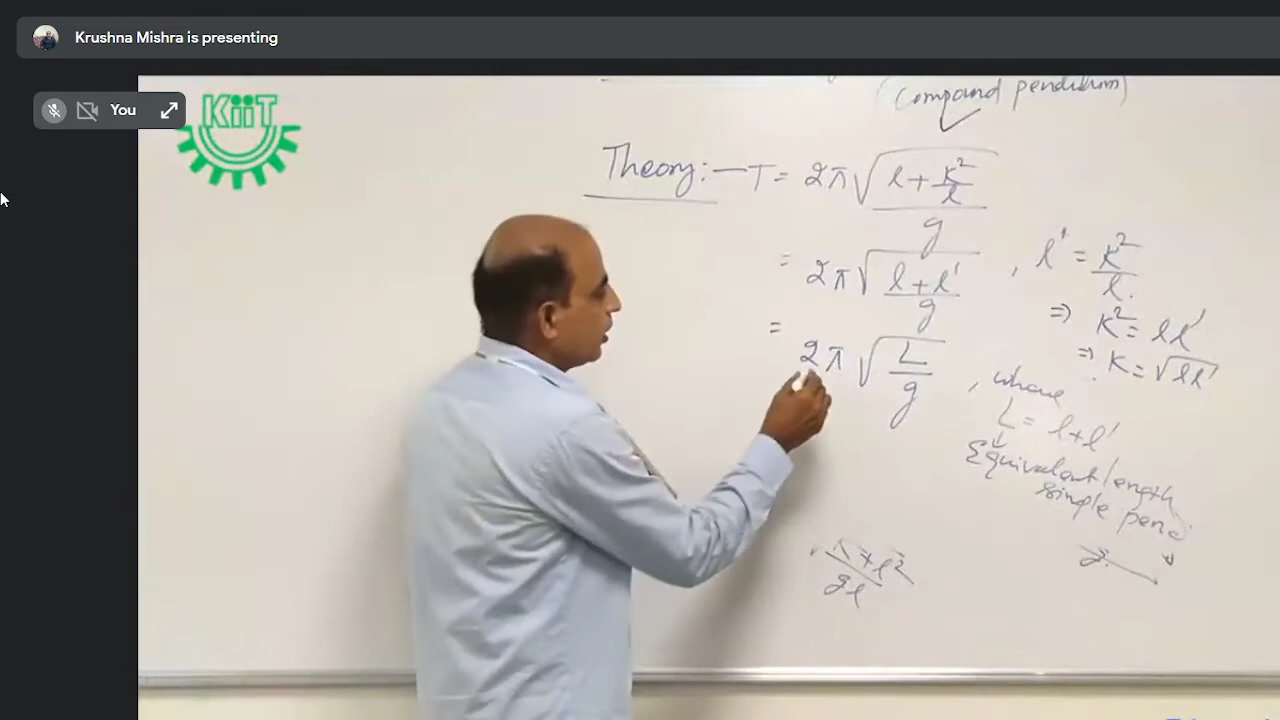 Krushna Mishra is presenting
You
KiiT
(Compound pendulum)
Theory:— T = 2π√((l + K²/l)/g)
= 2π√((l + l')/g) , l' = K²/l.
⇒ K² = ll'
= 2π√(L/g) ⇒ K = √ll'
, where
L = l + l'
Equivalent length
simple pend